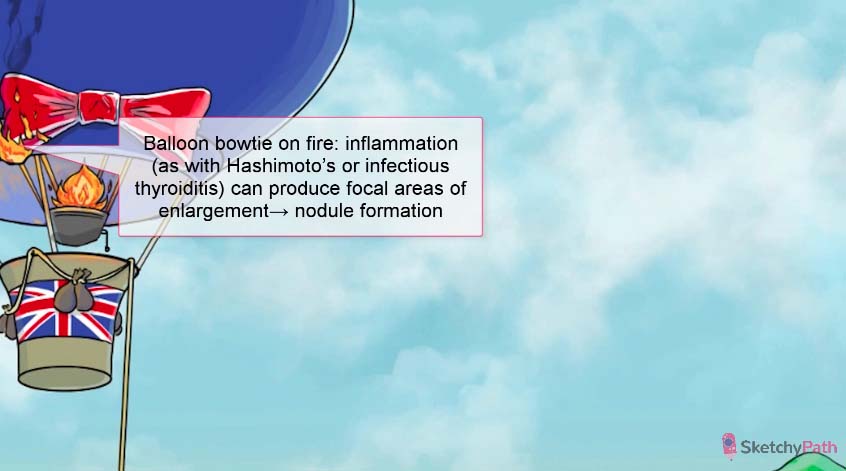 Balloon bowtie on fire: inflammation
(as with Hashimoto’s or infectious
thyroiditis) can produce focal areas of
enlargement→ nodule formation
SketchyPath